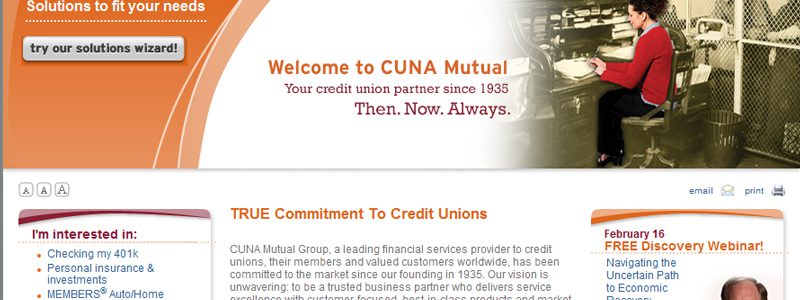 Solutions to fit your needs
try our solutions wizard!
Welcome to CUNA Mutual
Your credit union partner since 1935
Then. Now. Always.
A A A
email print
I'm interested in:
Checking my 401k
Personal insurance &
investments
MEMBERS® Auto/Home
TRUE Commitment To Credit Unions
CUNA Mutual Group, a leading financial services provider to credit
unions, their members and valued customers worldwide, has been
committed to the market since our founding in 1935. Our vision is
unwavering: to be a trusted business partner who delivers service
excellence with customer-focused, best-in-class products and market
February 16
FREE Discovery Webinar!
Navigating the
Uncertain Path
to Economic
Recovery